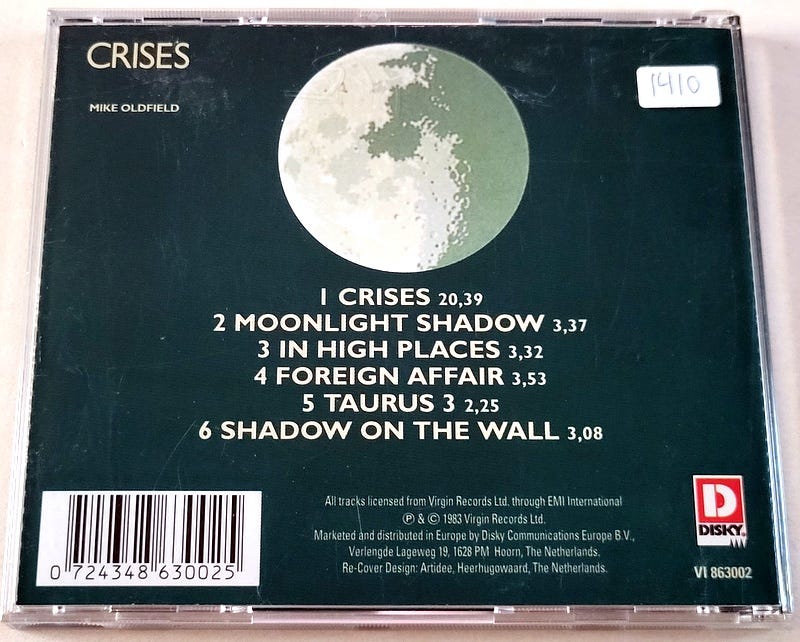 CRISES
MIKE OLDFIELD
1410
1 CRISES 20,39
2 MOONLIGHT SHADOW 3,37
3 IN HIGH PLACES 3,32
4 FOREIGN AFFAIR 3,53
5 TAURUS 3 2,25
6 SHADOW ON THE WALL 3,08
All tracks licensed from Virgin Records Ltd. through EMI International
℗ & © 1983 Virgin Records Ltd.
Marketed and distributed in Europe by Disky Communications Europe B.V.,
Verlengde Lageweg 19, 1628 PM Hoorn, The Netherlands.
Re-Cover Design: Artidee, Heerhugowaard, The Netherlands.
0 724348 630025
D
DISKY.
VI 863002